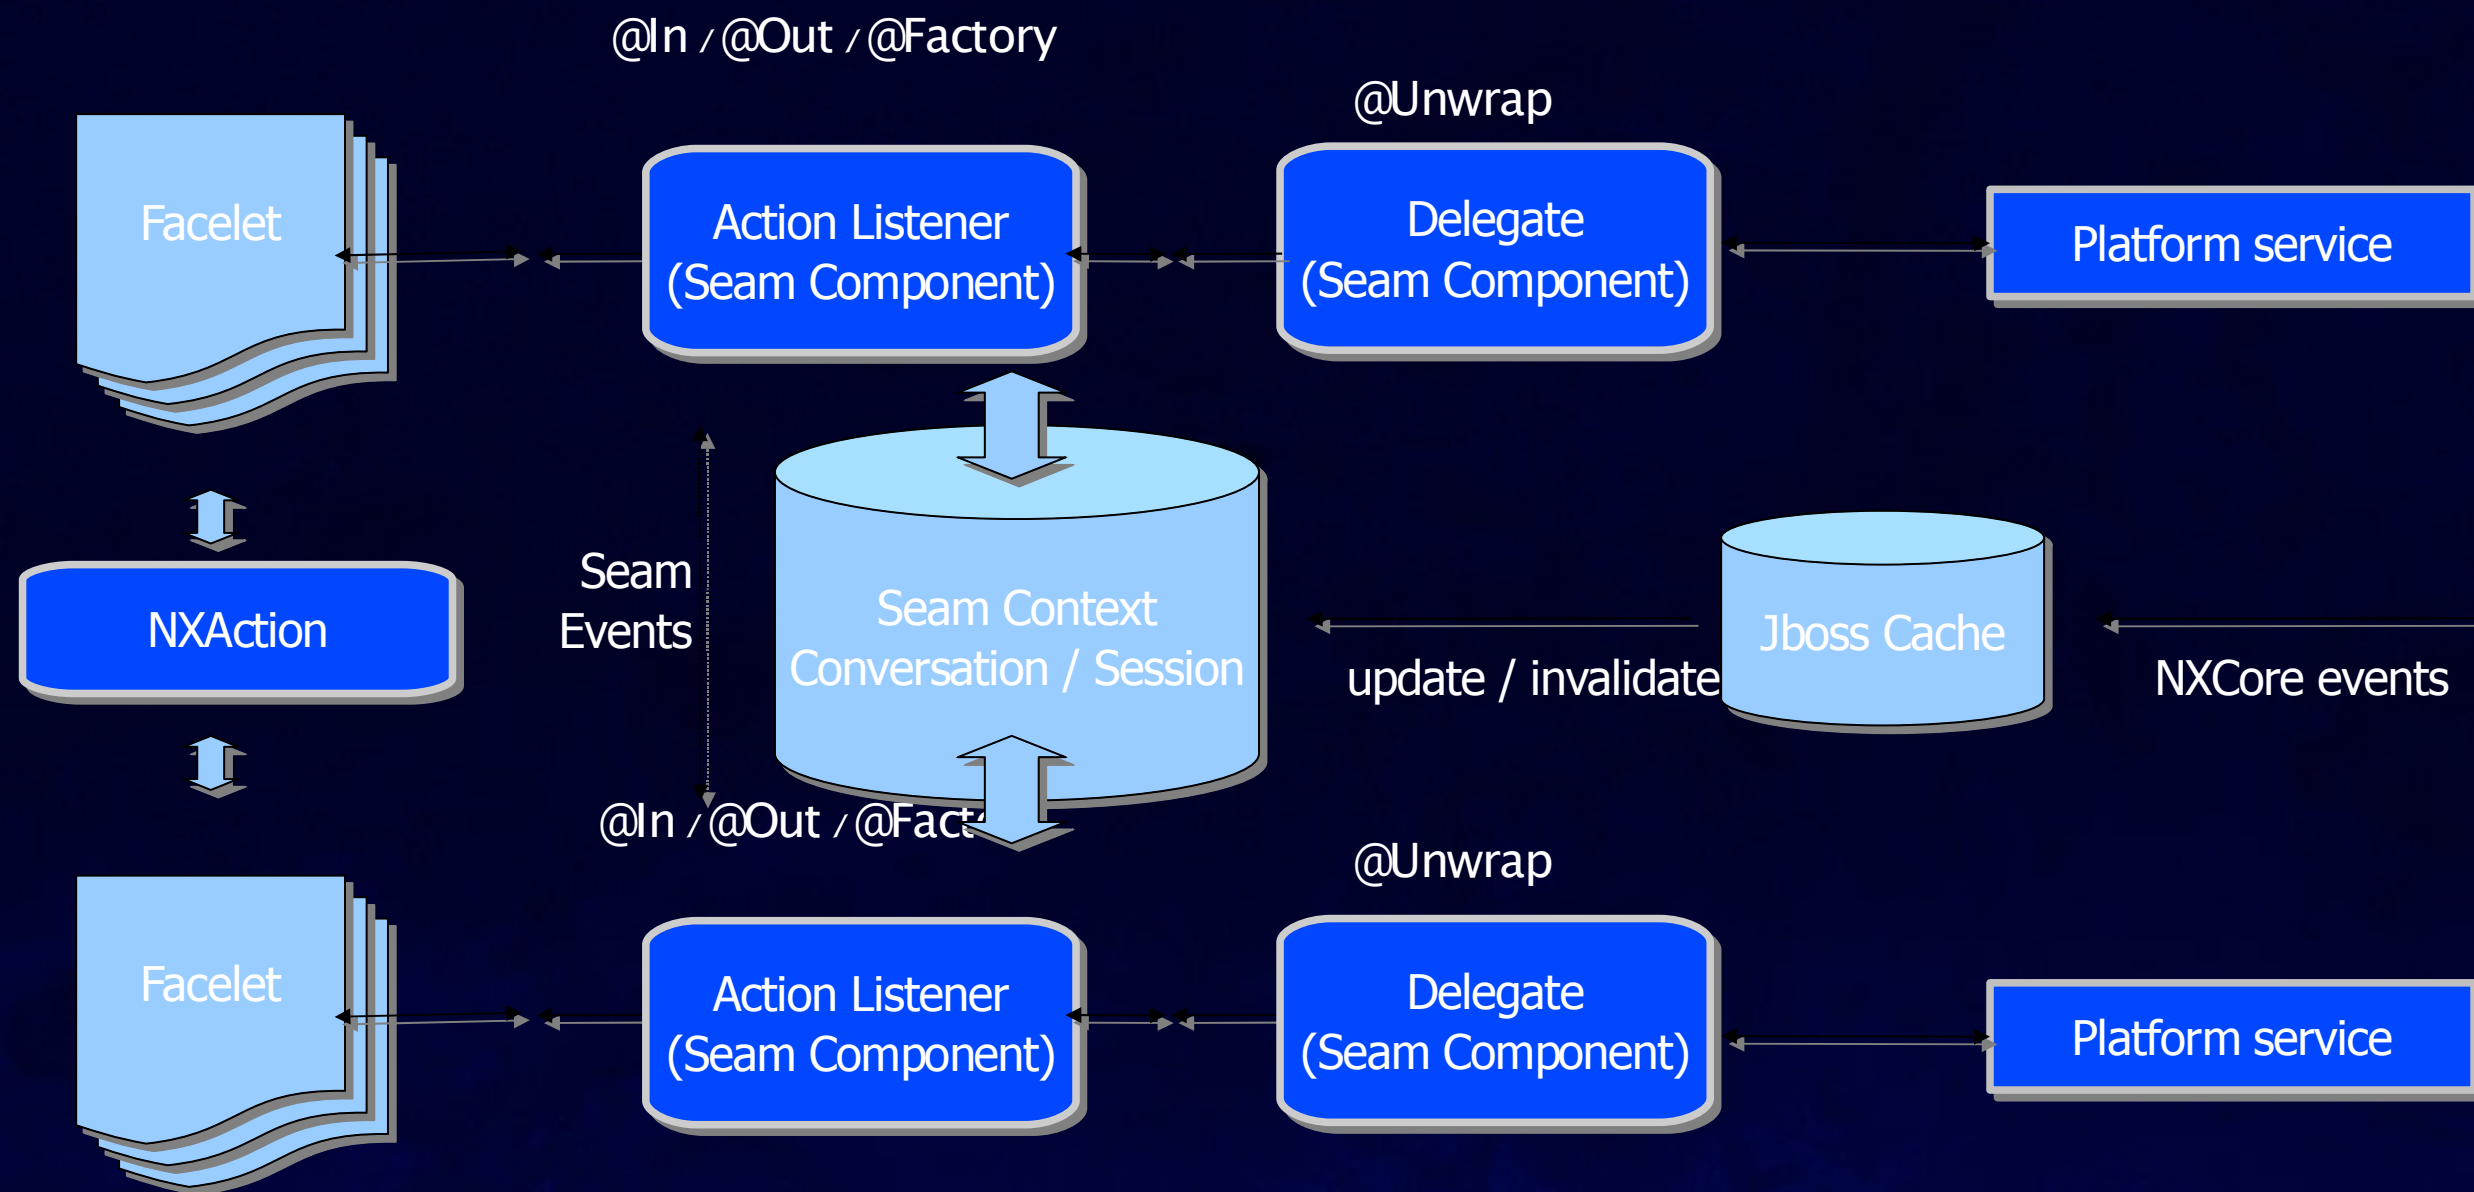 @In / @Out / @Factory
@Unwrap
Facelet
Action Listener
(Seam Component)
Delegate
(Seam Component)
Platform service
Seam
Events
Seam Context
Conversation / Session
NXAction
Jboss Cache
update / invalidate
NXCore events
@In / @Out / @Fact
@Unwrap
Facelet
Action Listener
(Seam Component)
Delegate
(Seam Component)
Platform service